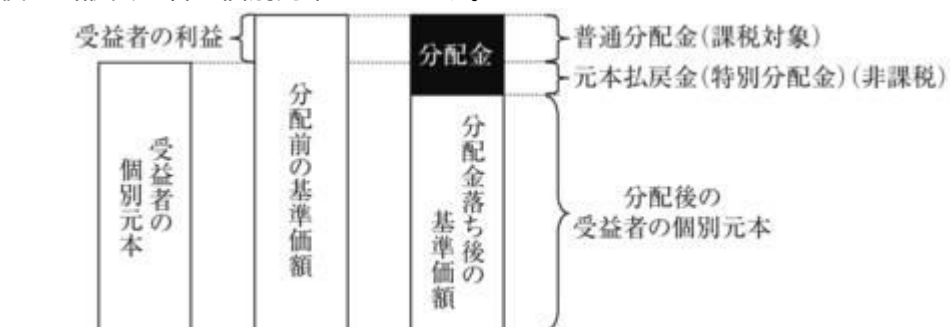 受益者の利益
分配金
普通分配金(課税対象)
元本払戻金(特別分配金)(非課税)
受益者の
個別元本
分配前の基準価額
分配金落ち後の
基準価額
分配後の
受益者の個別元本